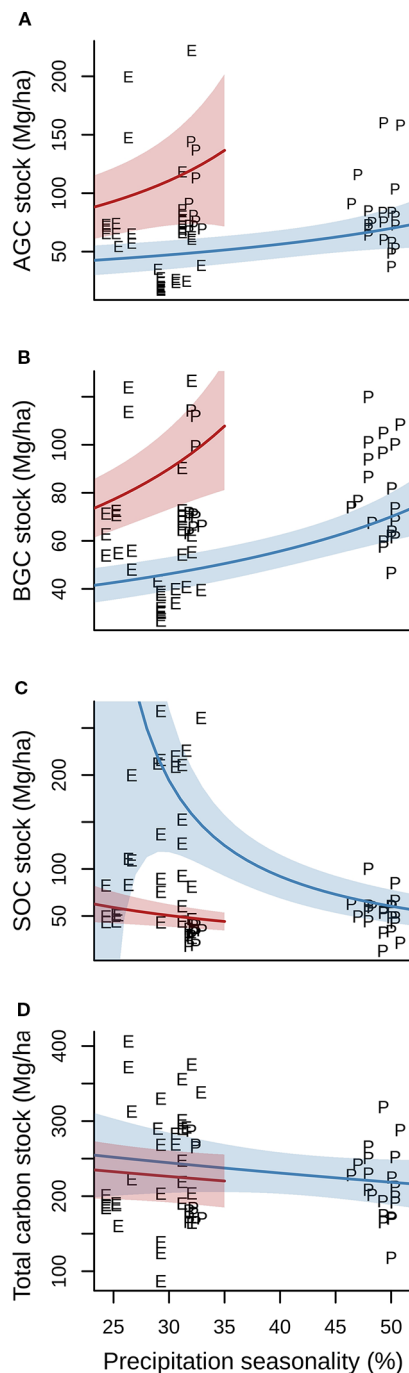 A
AGC stock (Mg/ha)
200
150
100
50
B
BGC stock (Mg/ha)
100
80
60
40
C
SOC stock (Mg/ha)
200
100
50
D
Total carbon stock (Mg/ha
400
300
200
100
25 30 35 40 45 50
Precipitation seasonality (%)